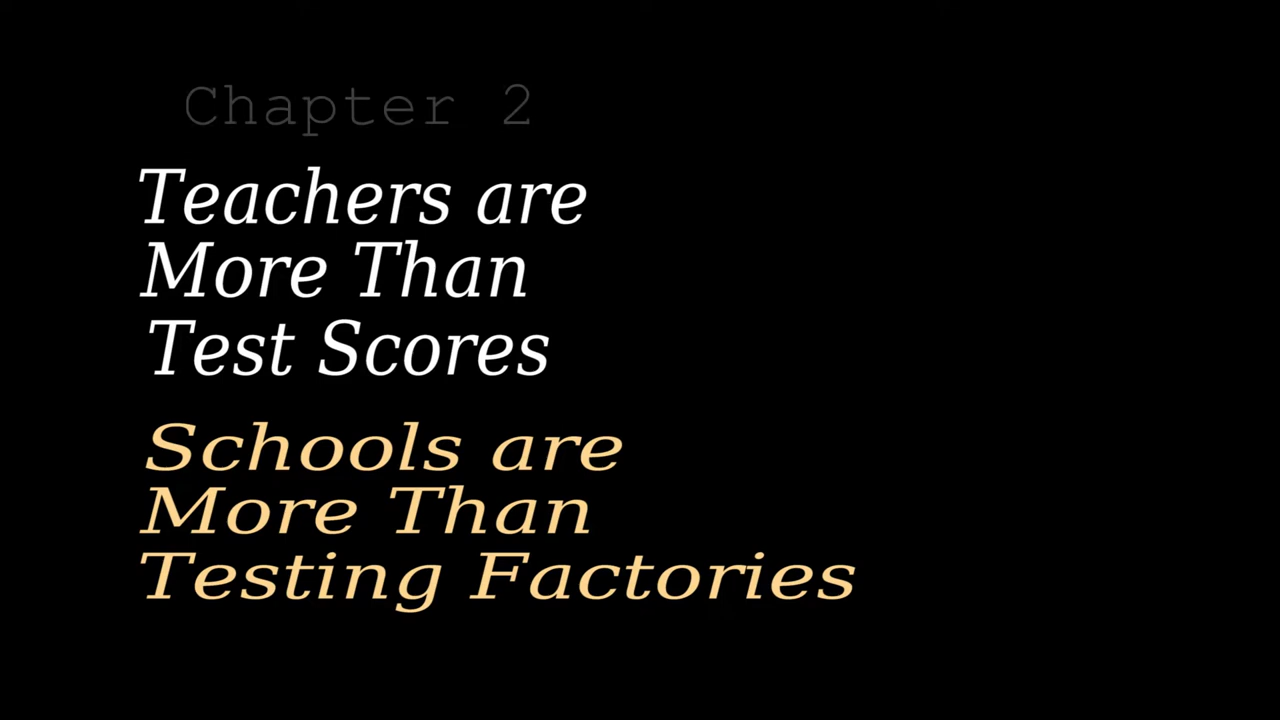 Chapter 2
Teachers are
More Than
Test Scores
Schools are
More Than
Testing Factories